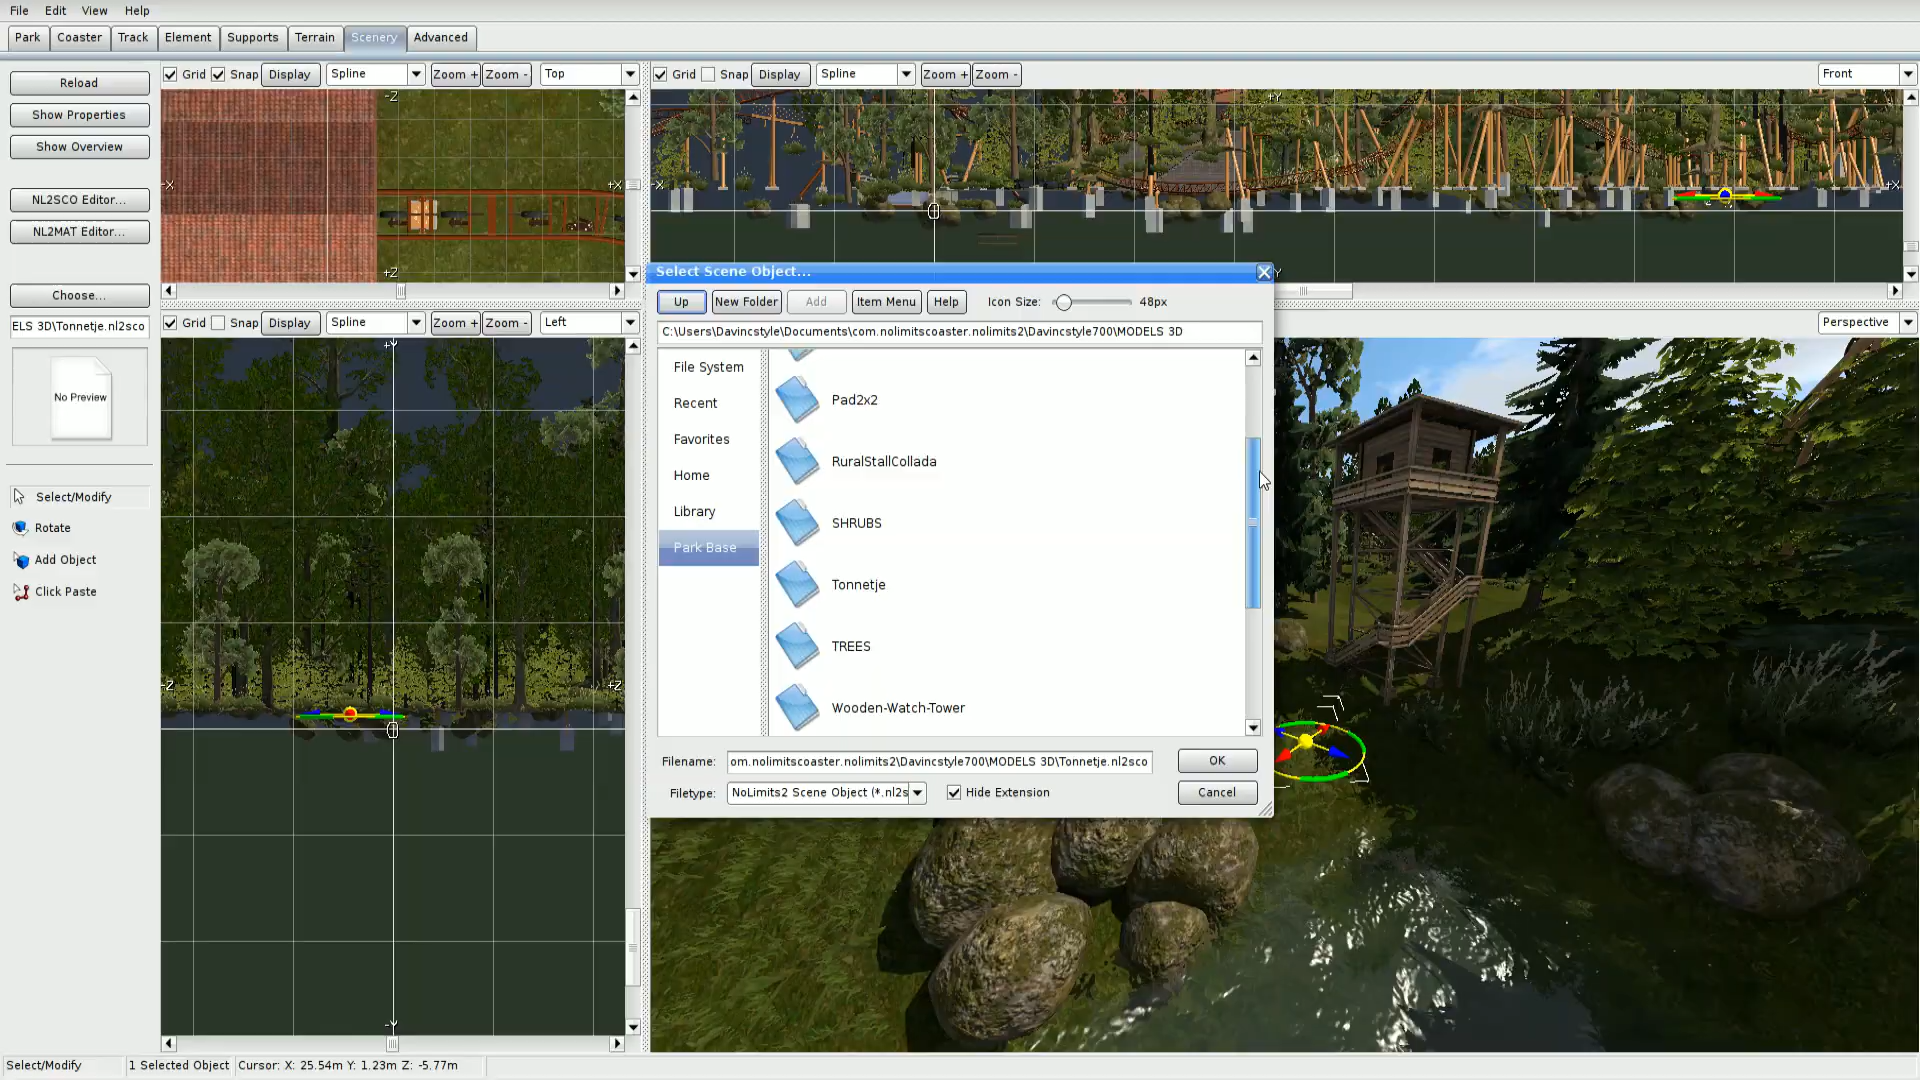 File Edit View Help
Park Coaster Track Element Supports Terrain Scenery Advanced
Reload
Show Properties
Show Overview
NL2SCO Editor...
NL2MAT Editor...
Choose...
ELS 3D\Tonnetje.nl2sco
No Preview
Select/Modify
Rotate
Add Object
Click Paste
Grid Snap Display Spline Zoom + Zoom - Top
-Z
-X
+X
+Z
Grid Snap Display Spline Zoom + Zoom - Front
+Y
-X
+X
-Y
Grid Snap Display Spline Zoom + Zoom - Left
+Y
-Z
+Z
-Y
Perspective
Select Scene Object...
Up New Folder Add Item Menu Help Icon Size: 48px
C:\Users\Davincstyle\Documents\com.nolimitscoaster.nolimits2\Davincstyle700\MODELS 3D
File System
Recent
Favorites
Home
Library
Park Base
Pad2x2
RuralStallCollada
SHRUBS
Tonnetje
TREES
Wooden-Watch-Tower
Filename: om.nolimitscoaster.nolimits2\Davincstyle700\MODELS 3D\Tonnetje.nl2sco OK
Filetype: NoLimits2 Scene Object (*.nl2s Hide Extension Cancel
Select/Modify 1 Selected Object Cursor: X: 25.54m Y: 1.23m Z: -5.77m